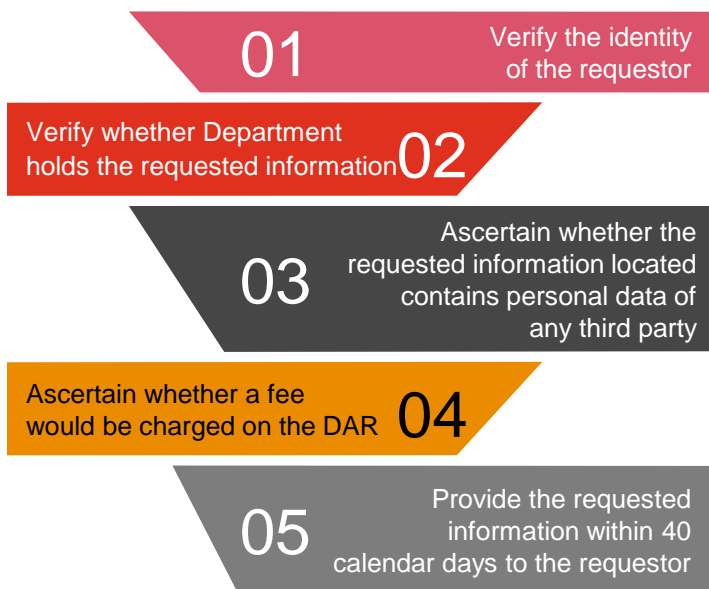 01
Verify the identity
of the requestor
Verify whether Department
holds the requested information
02
03
Ascertain whether the
requested information located
contains personal data of
any third party
Ascertain whether a fee
would be charged on the DAR
04
05
Provide the requested
information within 40
calendar days to the requestor